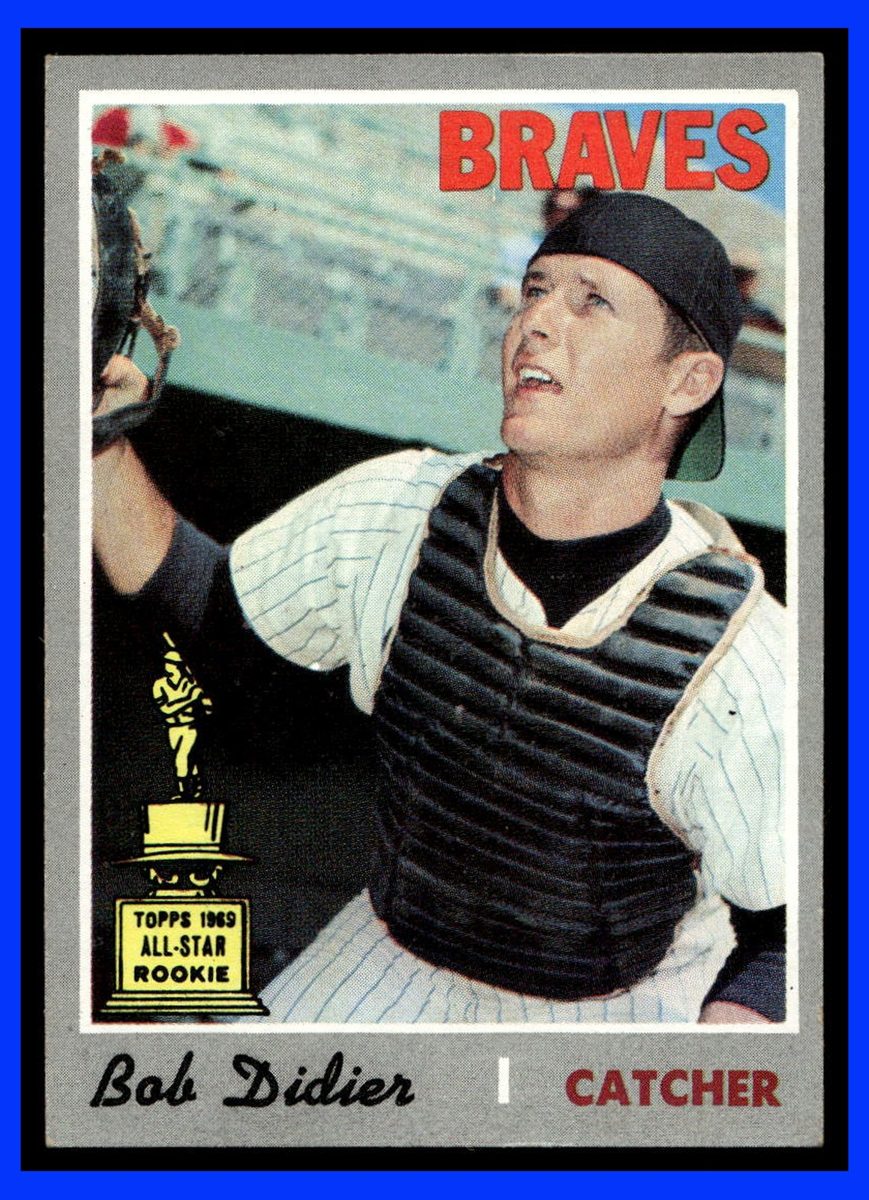 BRAVES
TOPPS 1969
ALL-STAR
ROOKIE
Bob Didier
CATCHER